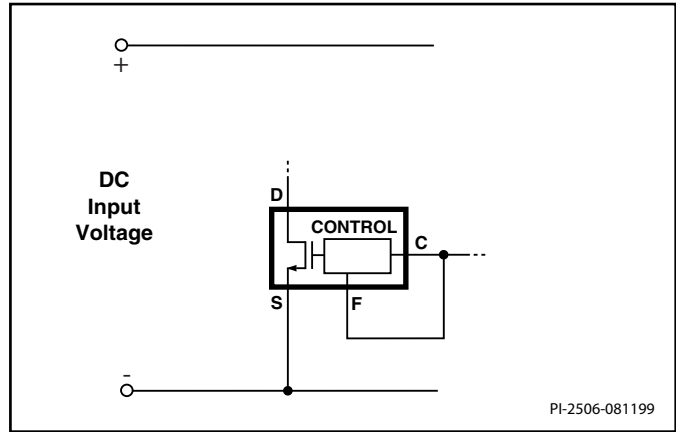 +
DC
Input
Voltage
D
CONTROL
C
S
F
-
PI-2506-081199